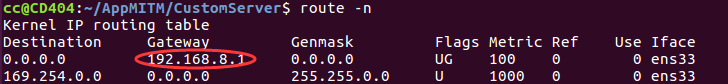 cc@CD404:~/AppMITM/CustomServer$ route -n
Kernel IP routing table
Destination     Gateway         Genmask         Flags Metric Ref    Use Iface
0.0.0.0         192.168.8.1     0.0.0.0         UG    100    0        0 ens33
169.254.0.0     0.0.0.0         255.255.0.0     U     1000   0        0 ens33